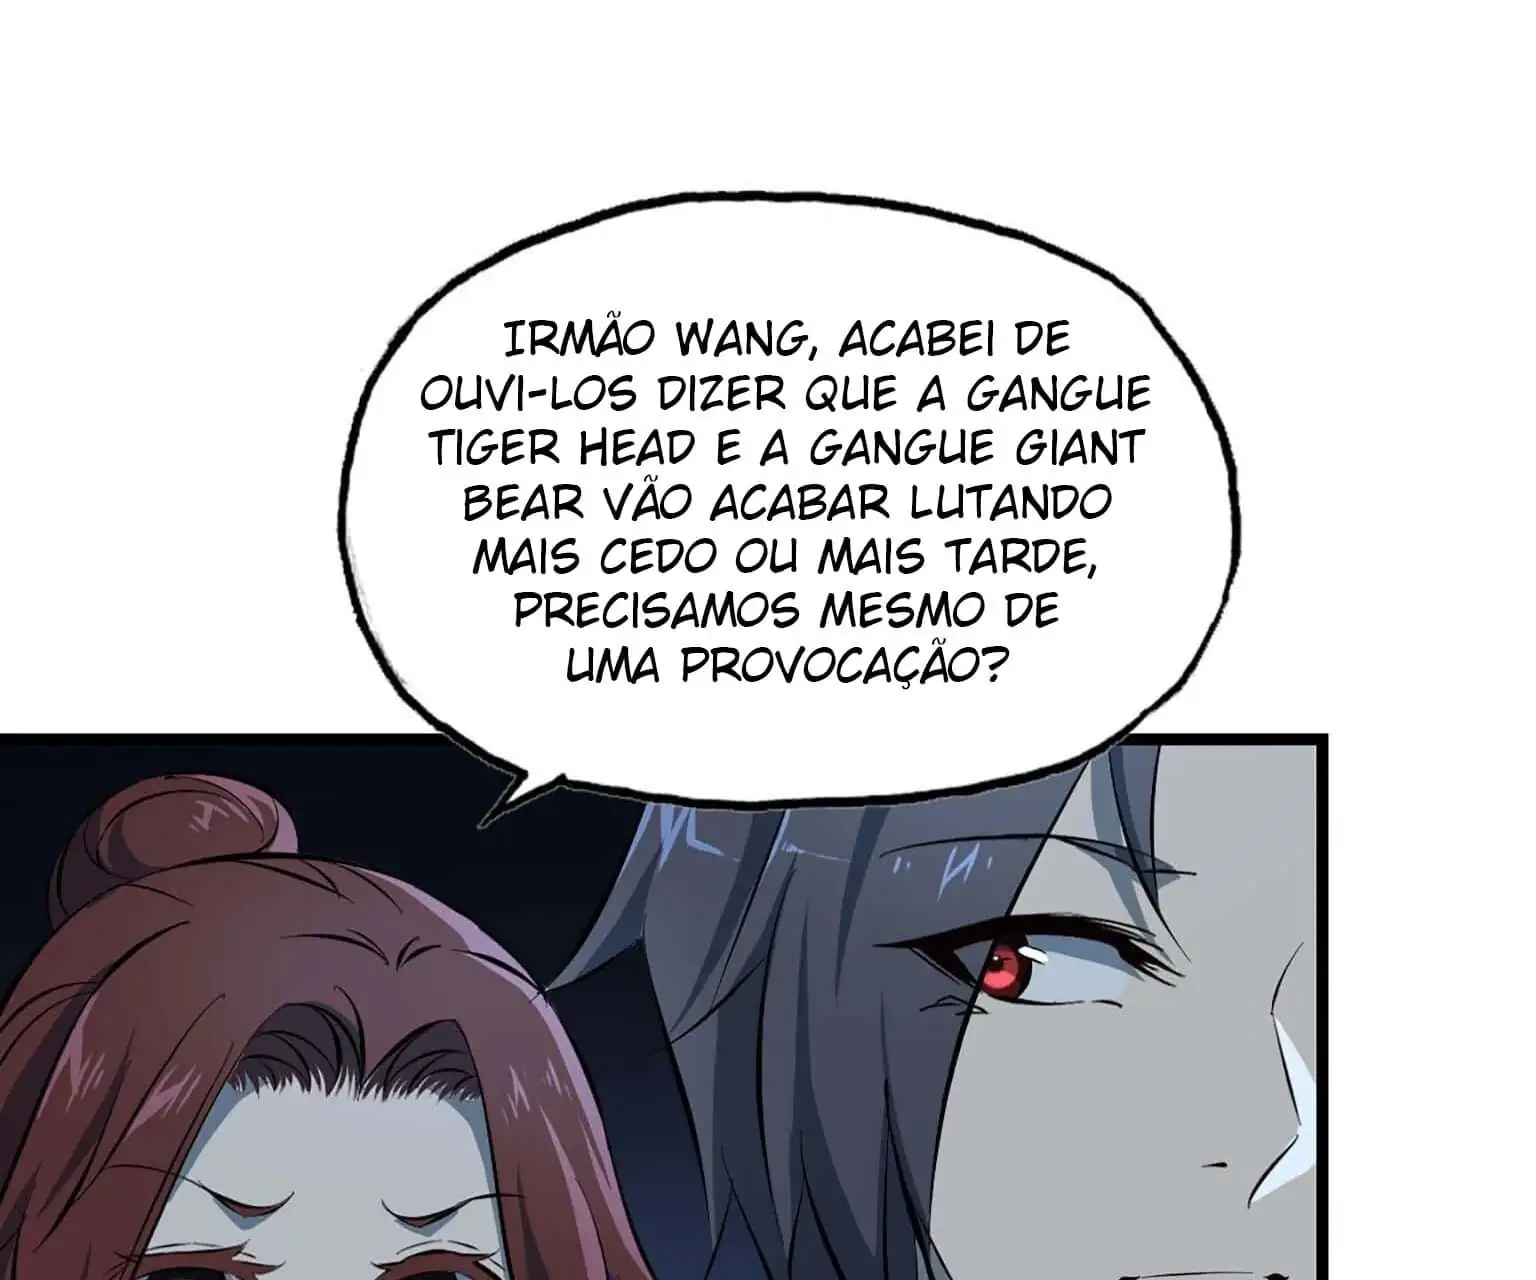 IRMÃO WANG, ACABEI DE
OUVI-LOS DIZER QUE A GANGUE
TIGER HEAD E A GANGUE GIANT
BEAR VÃO ACABAR LUTANDO
MAIS CEDO OU MAIS TARDE,
PRECISAMOS MESMO DE
UMA PROVOCAÇÃO?